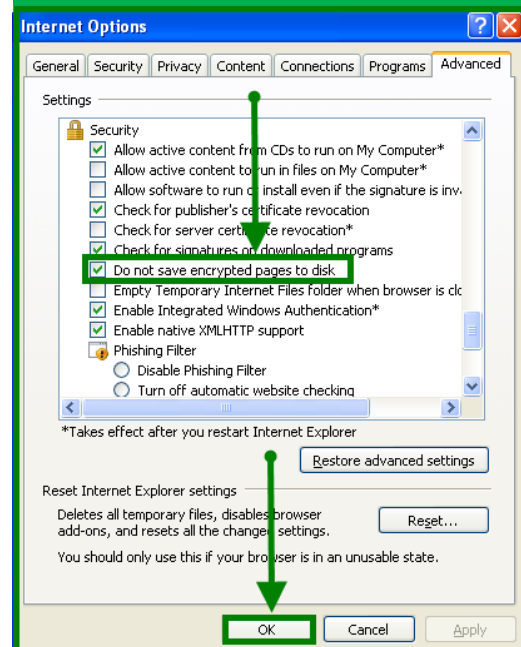 Internet Options
General Security Privacy Content Connections Programs Advanced
Settings
Security
Allow active content from CDs to run on My Computer*
Allow active content to run in files on My Computer*
Allow software to run or install even if the signature is inv
Check for publisher's certificate revocation
Check for server certificate revocation*
Check for signatures on downloaded programs
Do not save encrypted pages to disk
Empty Temporary Internet Files folder when browser is clo
Enable Integrated Windows Authentication*
Enable native XMLHTTP support
Phishing Filter
Disable Phishing Filter
Turn off automatic website checking
*Takes effect after you restart Internet Explorer
Restore advanced settings
Reset Internet Explorer settings
Deletes all temporary files, disables browser
add-ons, and resets all the changed settings.
Reset...
You should only use this if your browser is in an unusable state.
OK Cancel Apply